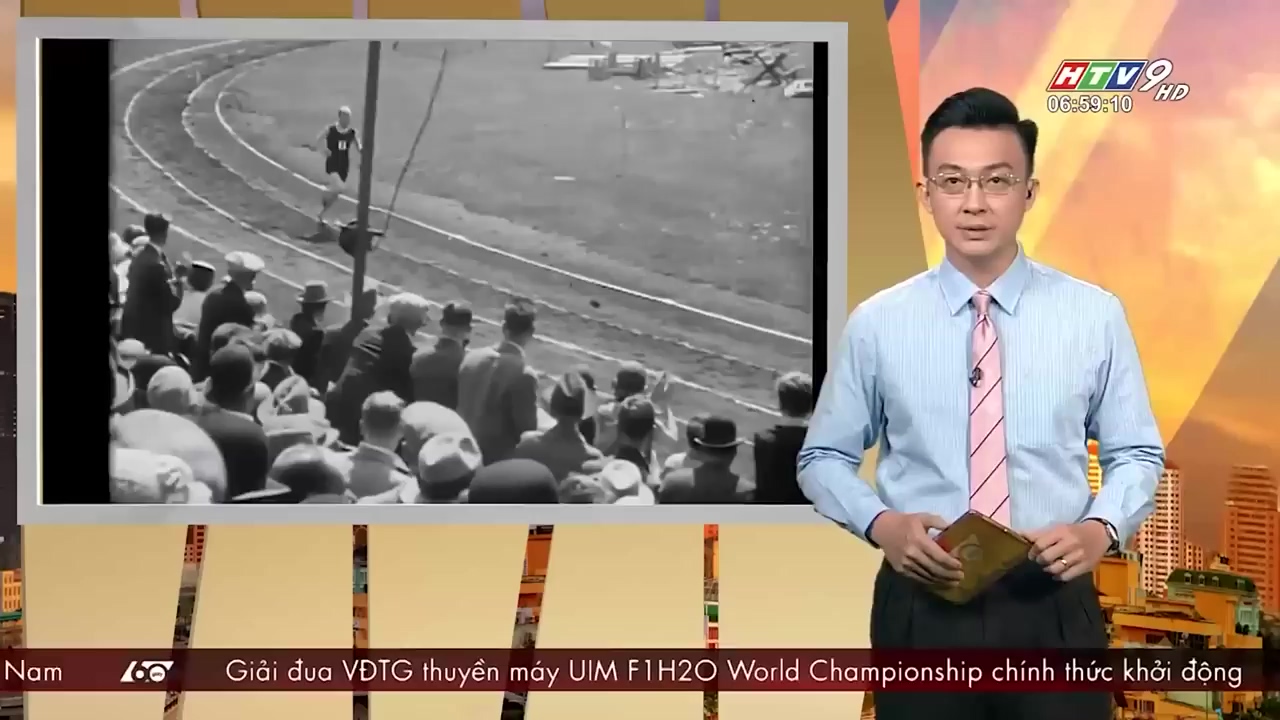 HTV9 HD
06:59:10
Nam 60 Giải đua VĐTG thuyền máy UIM F1H2O World Championship chính thức khởi động